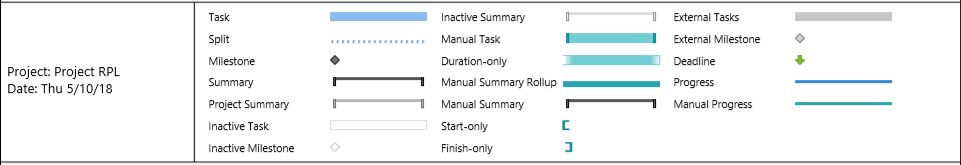 Project: Project RPL
Date: Thu 5/10/18
Task
Split
Milestone
Summary
Project Summary
Inactive Task
Inactive Milestone
Inactive Summary
Manual Task
Duration-only
Manual Summary Rollup
Manual Summary
Start-only
Finish-only
External Tasks
External Milestone
Deadline
Progress
Manual Progress